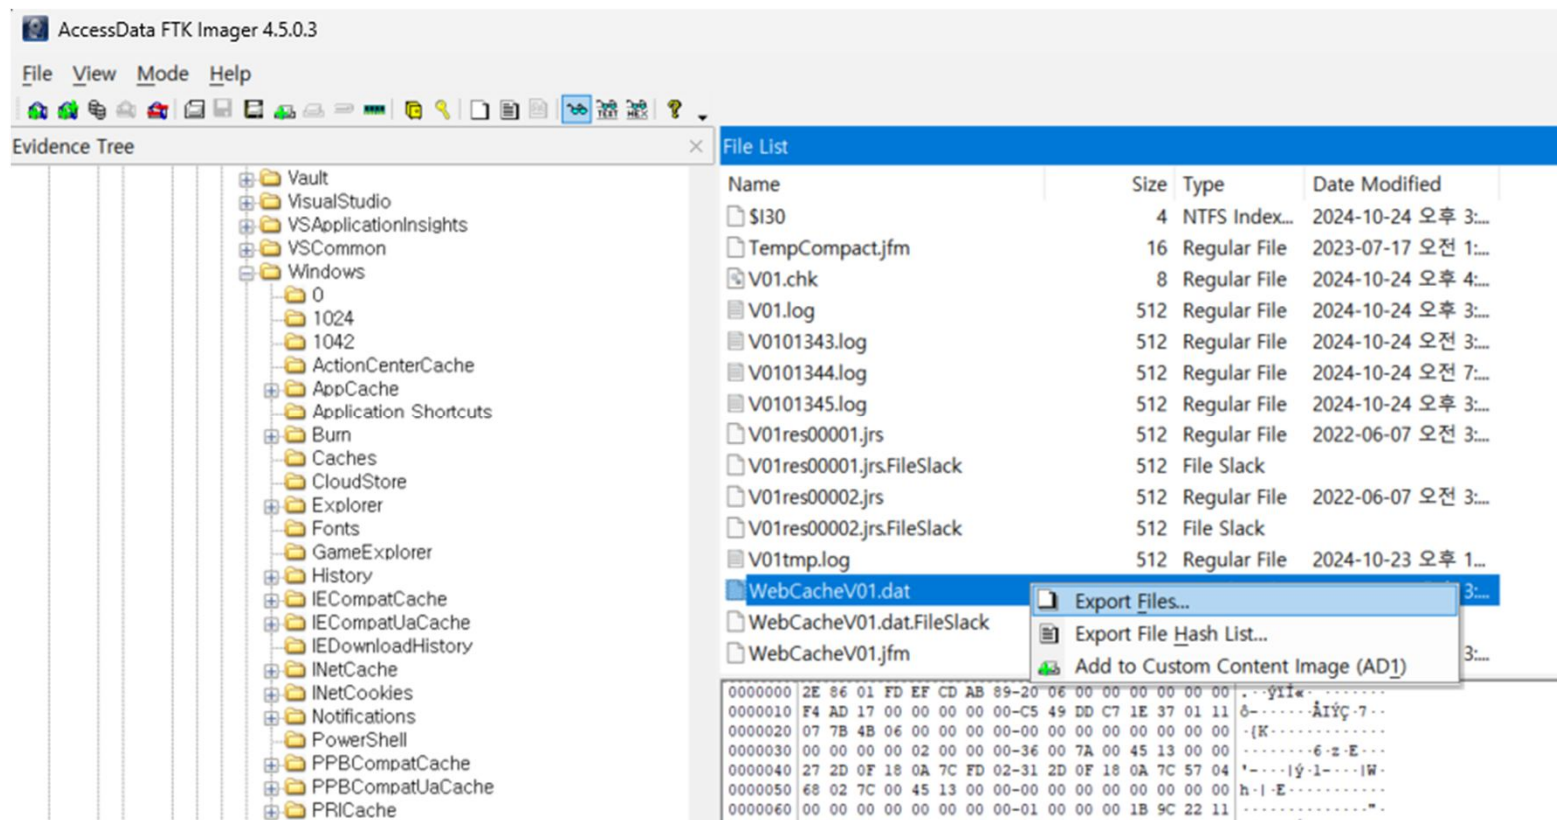 AccessData FTK Imager 4.5.0.3
File View Mode Help
Evidence Tree
Vault
VisualStudio
VSApplicationInsights
VSCommon
Windows
0
1024
1042
ActionCenterCache
AppCache
Application Shortcuts
Burn
Caches
CloudStore
Explorer
Fonts
GameExplorer
History
IECompatCache
IECompatUaCache
IEDownloadHistory
INetCache
INetCookies
Notifications
PowerShell
PPBCompatCache
PPBCompatUaCache
PRICache
File List
Name Size Type Date Modified
$I30 4 NTFS Index... 2024-10-24 오후 3:...
TempCompact.jfm 16 Regular File 2023-07-17 오전 1:...
V01.chk 8 Regular File 2024-10-24 오후 4:...
V01.log 512 Regular File 2024-10-24 오후 3:...
V0101343.log 512 Regular File 2024-10-24 오전 3:...
V0101344.log 512 Regular File 2024-10-24 오전 7:...
V0101345.log 512 Regular File 2024-10-24 오후 3:...
V01res00001.jrs 512 Regular File 2022-06-07 오전 3:...
V01res00001.jrs.FileSlack 512 File Slack
V01res00002.jrs 512 Regular File 2022-06-07 오전 3:...
V01res00002.jrs.FileSlack 512 File Slack
V01tmp.log 512 Regular File 2024-10-23 오후 1...
WebCacheV01.dat 3:...
WebCacheV01.dat.FileSlack
WebCacheV01.jfm 3:...
Export Files...
Export File Hash List...
Add to Custom Content Image (AD1)
0000000 2E 86 01 FD EF CD AB 89-20 06 00 00 00 00 00 00
0000010 F4 AD 17 00 00 00 00 00-C5 49 DD C7 1E 37 01 11 ô-······ÅIÝÇ·7··
0000020 07 7B 4B 06 00 00 00 00-00 00 00 00 00 00 00 00 ·{K·············
0000030 00 00 00 00 02 00 00 00-36 00 7A 00 45 13 00 00 ········6·z·E···
0000040 27 2D 0F 18 0A 7C FD 02-31 2D 0F 18 0A 7C 57 04 '-···|ý·1-···|W·
0000050 68 02 7C 00 45 13 00 00-00 00 00 00 00 00 00 00 h·|·E···········
0000060 00 00 00 00 00 00 00 00-01 00 00 00 1B 9C 22 11 ··············"·